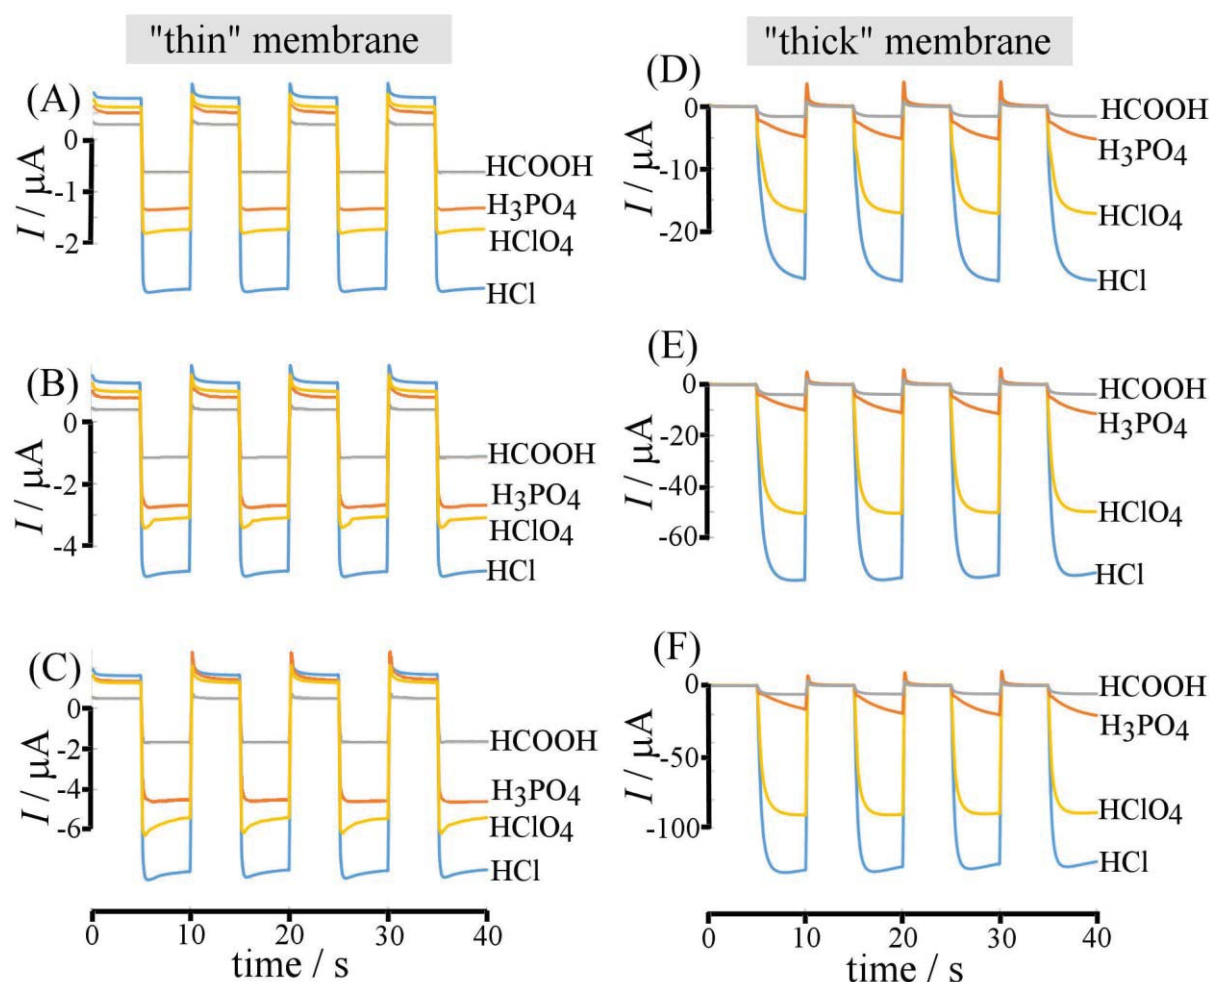 "thin" membrane
"thick" membrane
(A)
0
-1
-2
I / µA
HCOOH
H3PO4
HClO4
HCl
(B)
0
-2
-4
I / µA
HCOOH
H3PO4
HClO4
HCl
(C)
0
-2
-4
-6
I / µA
HCOOH
H3PO4
HClO4
HCl
0 10 20 30 40
time / s
(D)
0
-10
-20
I / µA
HCOOH
H3PO4
HClO4
HCl
(E)
0
-20
-40
-60
I / µA
HCOOH
H3PO4
HClO4
HCl
(F)
0
-50
-100
I / µA
HCOOH
H3PO4
HClO4
HCl
0 10 20 30 40
time / s